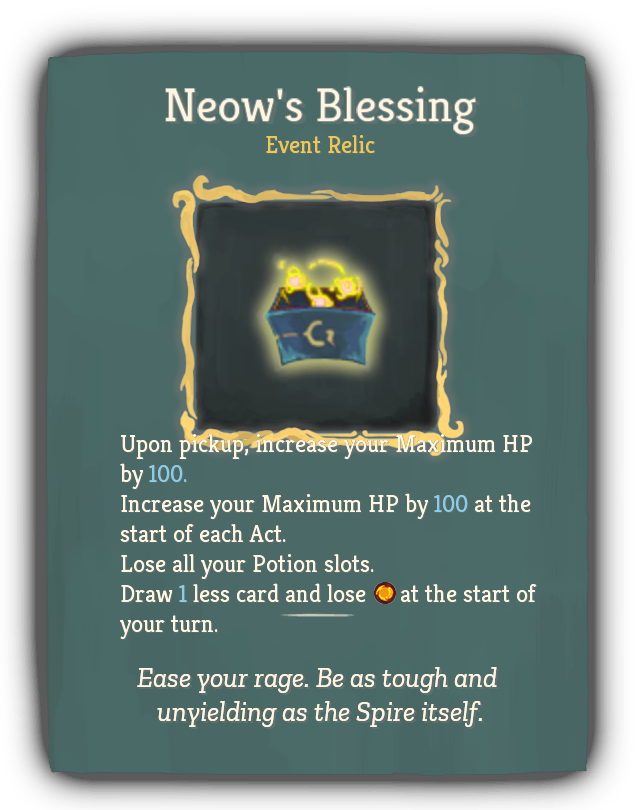 Neow's Blessing
Event Relic
Upon pickup, increase your Maximum HP
by 100.
Increase your Maximum HP by 100 at the
start of each Act.
Lose all your Potion slots.
Draw 1 less card and lose at the start of
your turn.
Ease your rage. Be as tough and
unyielding as the Spire itself.